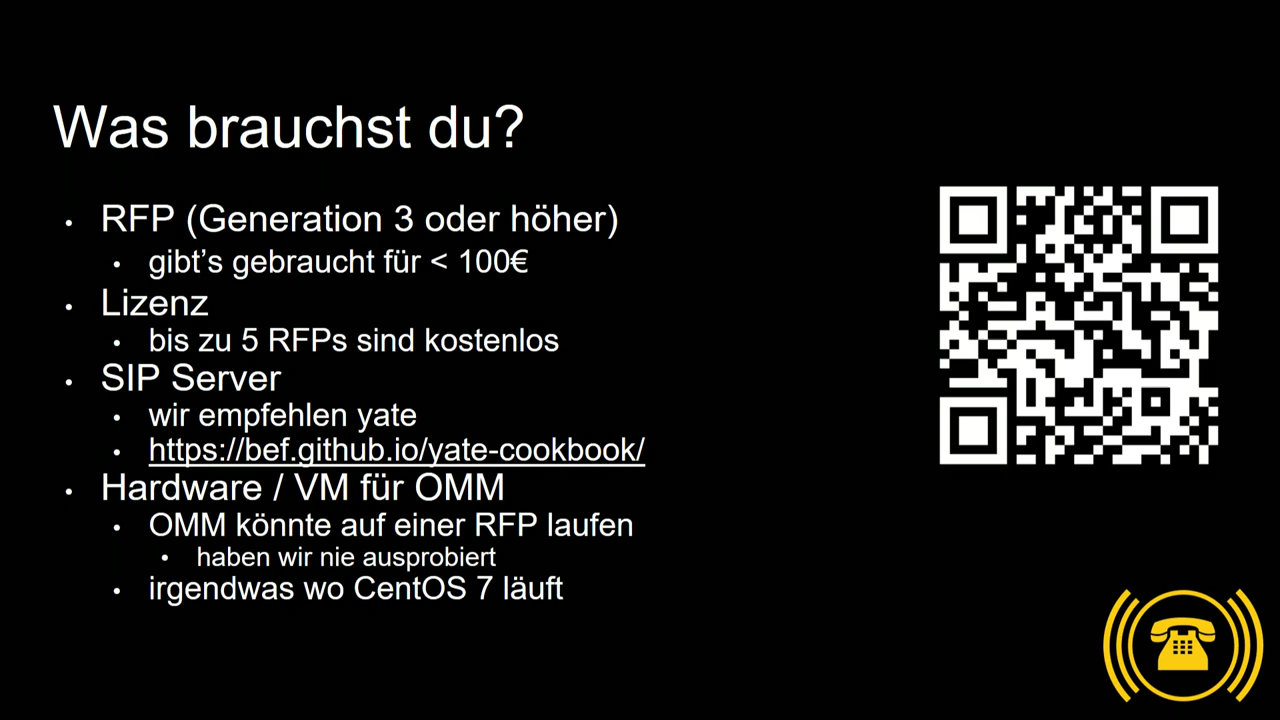 Was brauchst du?
• RFP (Generation 3 oder höher)
• gibt’s gebraucht für < 100€
• Lizenz
• bis zu 5 RFPs sind kostenlos
• SIP Server
• wir empfehlen yate
• https://bef.github.io/yate-cookbook/
• Hardware / VM für OMM
• OMM könnte auf einer RFP laufen
• haben wir nie ausprobiert
• irgendwas wo CentOS 7 läuft